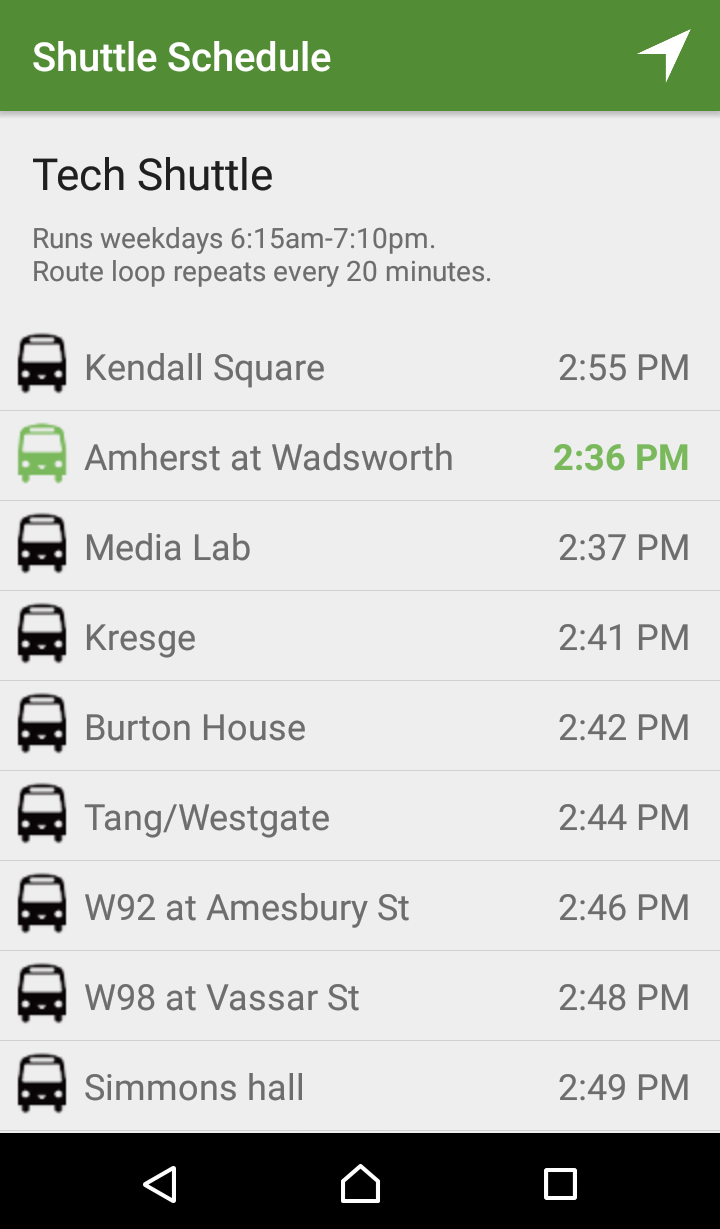 Shuttle Schedule
Tech Shuttle
Runs weekdays 6:15am-7:10pm.
Route loop repeats every 20 minutes.
Kendall Square 2:55 PM
Amherst at Wadsworth 2:36 PM
Media Lab 2:37 PM
Kresge 2:41 PM
Burton House 2:42 PM
Tang/Westgate 2:44 PM
W92 at Amesbury St 2:46 PM
W98 at Vassar St 2:48 PM
Simmons hall 2:49 PM